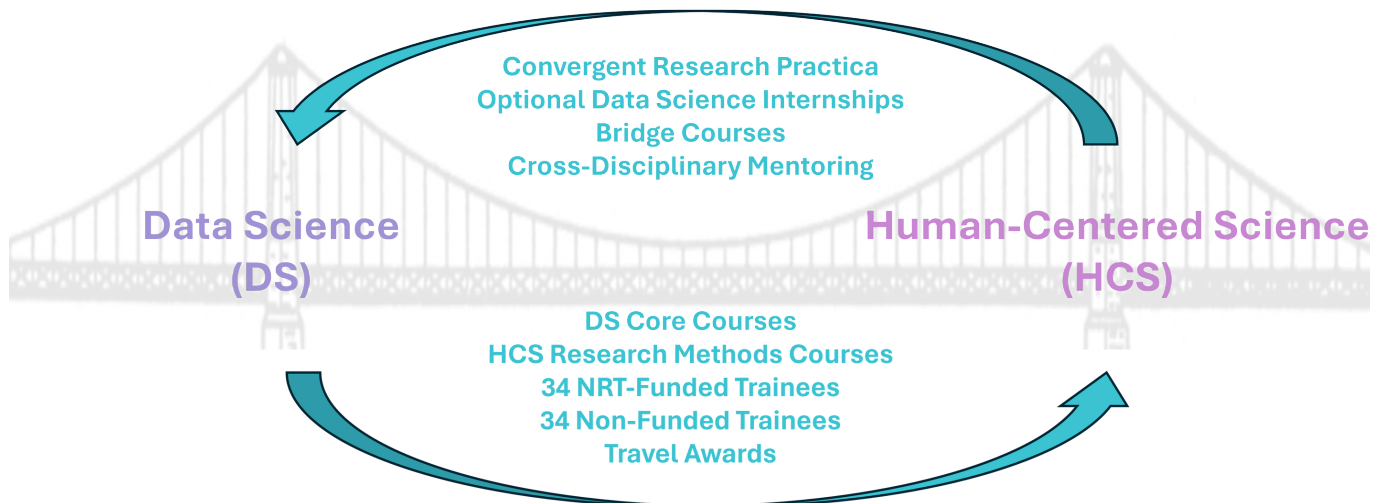 Convergent Research Practica
Optional Data Science Internships
Bridge Courses
Cross-Disciplinary Mentoring
Data Science
(DS)
Human-Centered Science
(HCS)
DS Core Courses
HCS Research Methods Courses
34 NRT-Funded Trainees
34 Non-Funded Trainees
Travel Awards